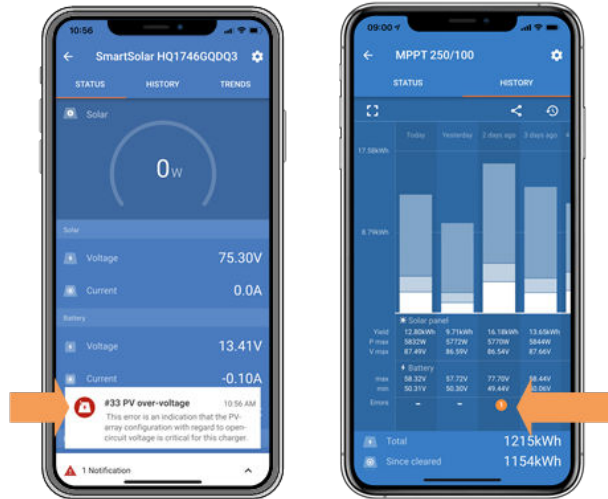 10:56
SmartSolar HQ1746GQDQ3
STATUS HISTORY TRENDS
Solar
0W
Solar
Voltage 75.30V
Current 0.0A
Battery
Voltage 13.41V
Current -0.10A
#33 PV over-voltage 10:56 AM
This error is an indication that the PV-
array configuration with regard to open-
circuit voltage is critical for this charger.
1 Notification
09:00
MPPT 250/100
STATUS HISTORY
Today Yesterday 2 days ago 3 days ago
17.58kWh
8.79kWh
Solar panel
Yield 12.80kWh 9.71kWh 16.18kWh 13.65kWh
P max 5832W 5772W 5770W 5844W
V max 87.49V 86.59V 86.54V 87.66V
Battery
max 58.32V 57.72V 77.70V 58.44V
min 50.31V 50.30V 49.44V 50.06V
Errors – – 1
Total 1215kWh
Since cleared 1154kWh